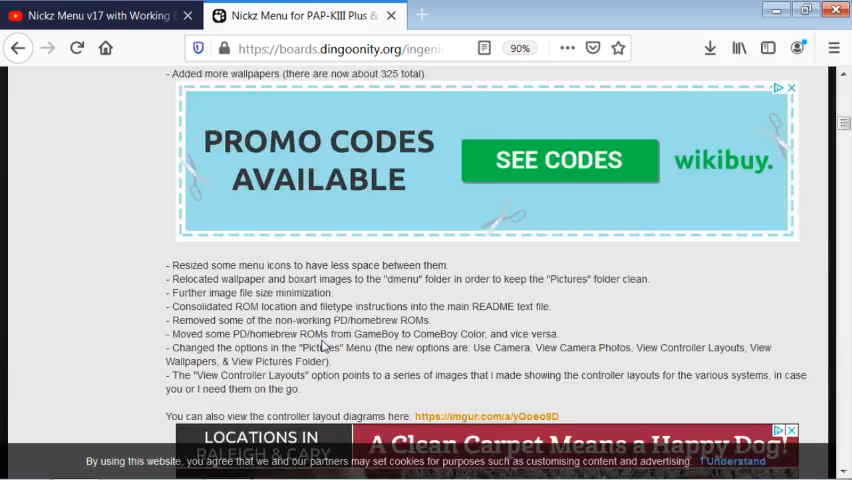 Nickz Menu v17 with Working
Nickz Menu for PAP-KIII Plus &
https://boards.dingoonity.org/ingenic
90%
- Added more wallpapers (there are now about 325 total).
PROMO CODES
AVAILABLE
SEE CODES
wikibuy.
- Resized some menu icons to have less space between them.
- Relocated wallpaper and boxart images to the "dmenu" folder in order to keep the "Pictures" folder clean.
- Further image file size minimization.
- Consolidated ROM location and filetype instructions into the main README text file.
- Removed some of the non-working PD/homebrew ROMs.
- Moved some PD/homebrew ROMs from GameBoy to ComeBoy Color, and vice versa.
- Changed the options in the "Pictures" Menu (the new options are: Use Camera, View Camera Photos, View Controller Layouts, View
Wallpapers, & View Pictures Folder).
- The "View Controller Layouts" option points to a series of images that I made showing the controller layouts for the various systems, in case
you or I need them on the go.
You can also view the controller layout diagrams here: https://imgur.com/a/yQoeo8D
LOCATIONS IN
RALEIGH & CARY
A Clean Carpet Means a Happy Dog!
By using this website, you agree that we and our partners may set cookies for purposes such as customising content and advertising. I Understand